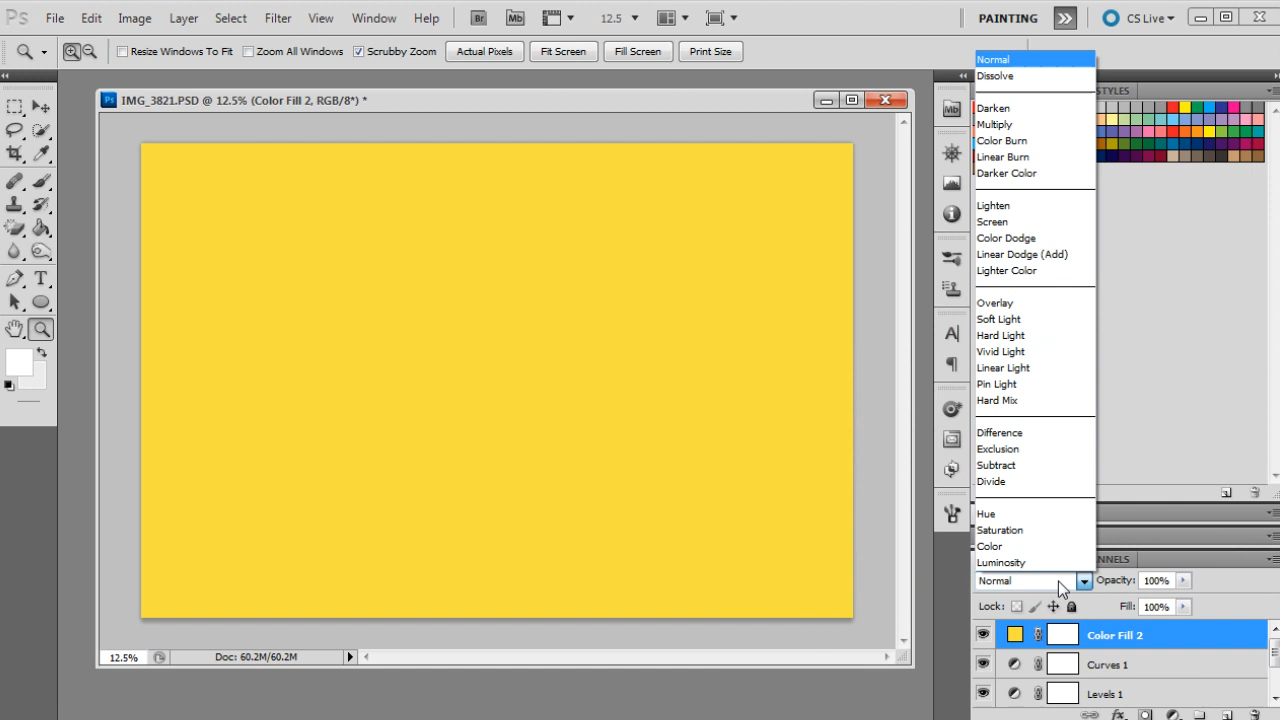 Ps File Edit Image Layer Select Filter View Window Help Br Mb 12.5 PAINTING CS Live
Resize Windows To Fit All Windows Scrubby Zoom Actual Pixels Fit Screen Fill Screen Print Size
Ps IMG_3821.PSD @ 12.5% (Color Fill 2, RGB/8*) *
Mb
STYLES
Normal
Dissolve
Darken
Multiply
Color Burn
Linear Burn
Darker Color
Lighten
Screen
Color Dodge
Linear Dodge (Add)
Lighter Color
Overlay
Soft Light
Hard Light
Vivid Light
Linear Light
Pin Light
Hard Mix
Difference
Exclusion
Subtract
Divide
Hue
Saturation
Color
Luminosity
NNELS
Normal Opacity: 100%
Lock: Fill: 100%
Color Fill 2
Curves 1
Levels 1
12.5% Doc: 60.2M/60.2M